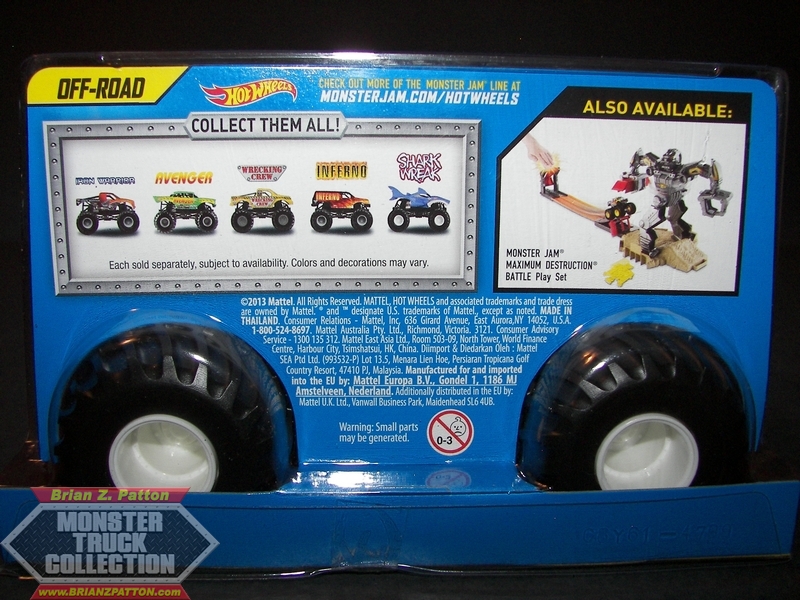 OFF-ROAD
HOT WHEELS
CHECK OUT MORE OF THE MONSTER JAM LINE AT
MONSTERJAM.COM/HOTWHEELS
COLLECT THEM ALL!
IRON WARRIOR
AVENGER
WRECKING
CREW
INFERNO
SHARK
WREAK
INFERNO
Each sold separately, subject to availability. Colors and decorations may vary.
ALSO AVAILABLE:
MONSTER JAM®
MAXIMUM DESTRUCTION®
BATTLE Play Set
©2013 Mattel. All Rights Reserved. MATTEL, HOT WHEELS and associated trademarks and trade dress
are owned by Mattel. ® and ™ designate U.S. trademarks of Mattel, except as noted. MADE IN
THAILAND. Consumer Relations - Mattel, Inc. 636 Girard Avenue, East Aurora,NY 14052, U.S.A.
1-800-524-8697. Mattel Australia Pty. Ltd., Richmond, Victoria. 3121. Consumer Advisory
Service - 1300 135 312. Mattel East Asia Ltd., Room 503-09, North Tower, World Finance
Centre, Harbour City, Tsimshatsui, HK, China. Diimport & Diedarkan Oleh : Mattel
SEA Ptd Ltd. (993532-P) Lot 13.5, Menara Lien Hoe, Persiaran Tropicana Golf
Country Resort, 47410 PJ, Malaysia. Manufactured for and imported
into the EU by: Mattel Europa B.V., Gondel 1, 1186 MJ
Amstelveen, Nederland. Additionally distributed in the EU by:
Mattel U.K. Ltd., Vanwall Business Park, Maidenhead SL6 4UB.
Warning: Small parts
may be generated.
0-3
Brian Z. Patton
MONSTER
TRUCK
COLLECTION
www.BRIANZPATTON.com